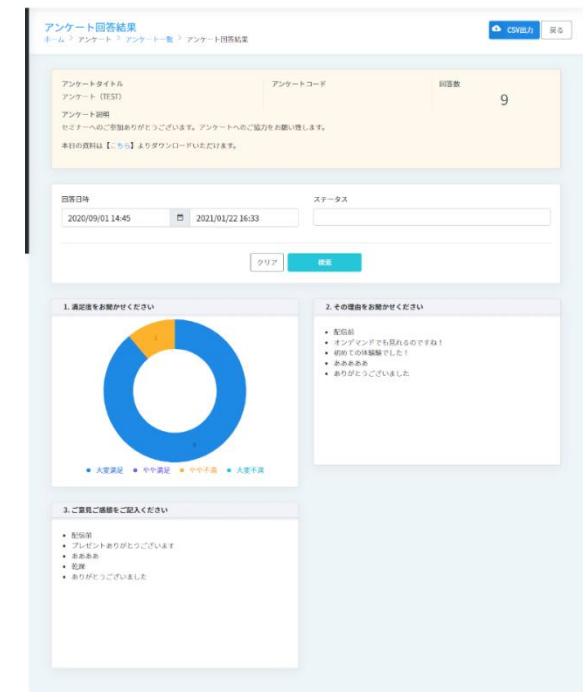 アンケート回答結果
ホーム > アンケート > アンケート一覧 > アンケート回答結果
CSV出力
戻る
アンケートタイトル
アンケート (TEST)
アンケートコード
回答数
9
アンケート説明
セミナーへのご参加ありがとうございます。アンケートへのご協力をお願い致します。
本日の資料は【こちら】よりダウンロードいただけます。
回答日時
2020/09/01 14:45
2021/01/22 16:33
ステータス
クリア
検索
1. 満足度をお聞かせください
大変満足
やや満足
やや不満
大変不満
2. その理由をお聞かせください
配信前
オンデマンドでも見れるのですね！
初めての体験でした！
あああああ
ありがとうございました
3. ご意見ご感想をご記入ください
配信前
プレゼントありがとうございます
ああああ
乾杯
ありがとうございました